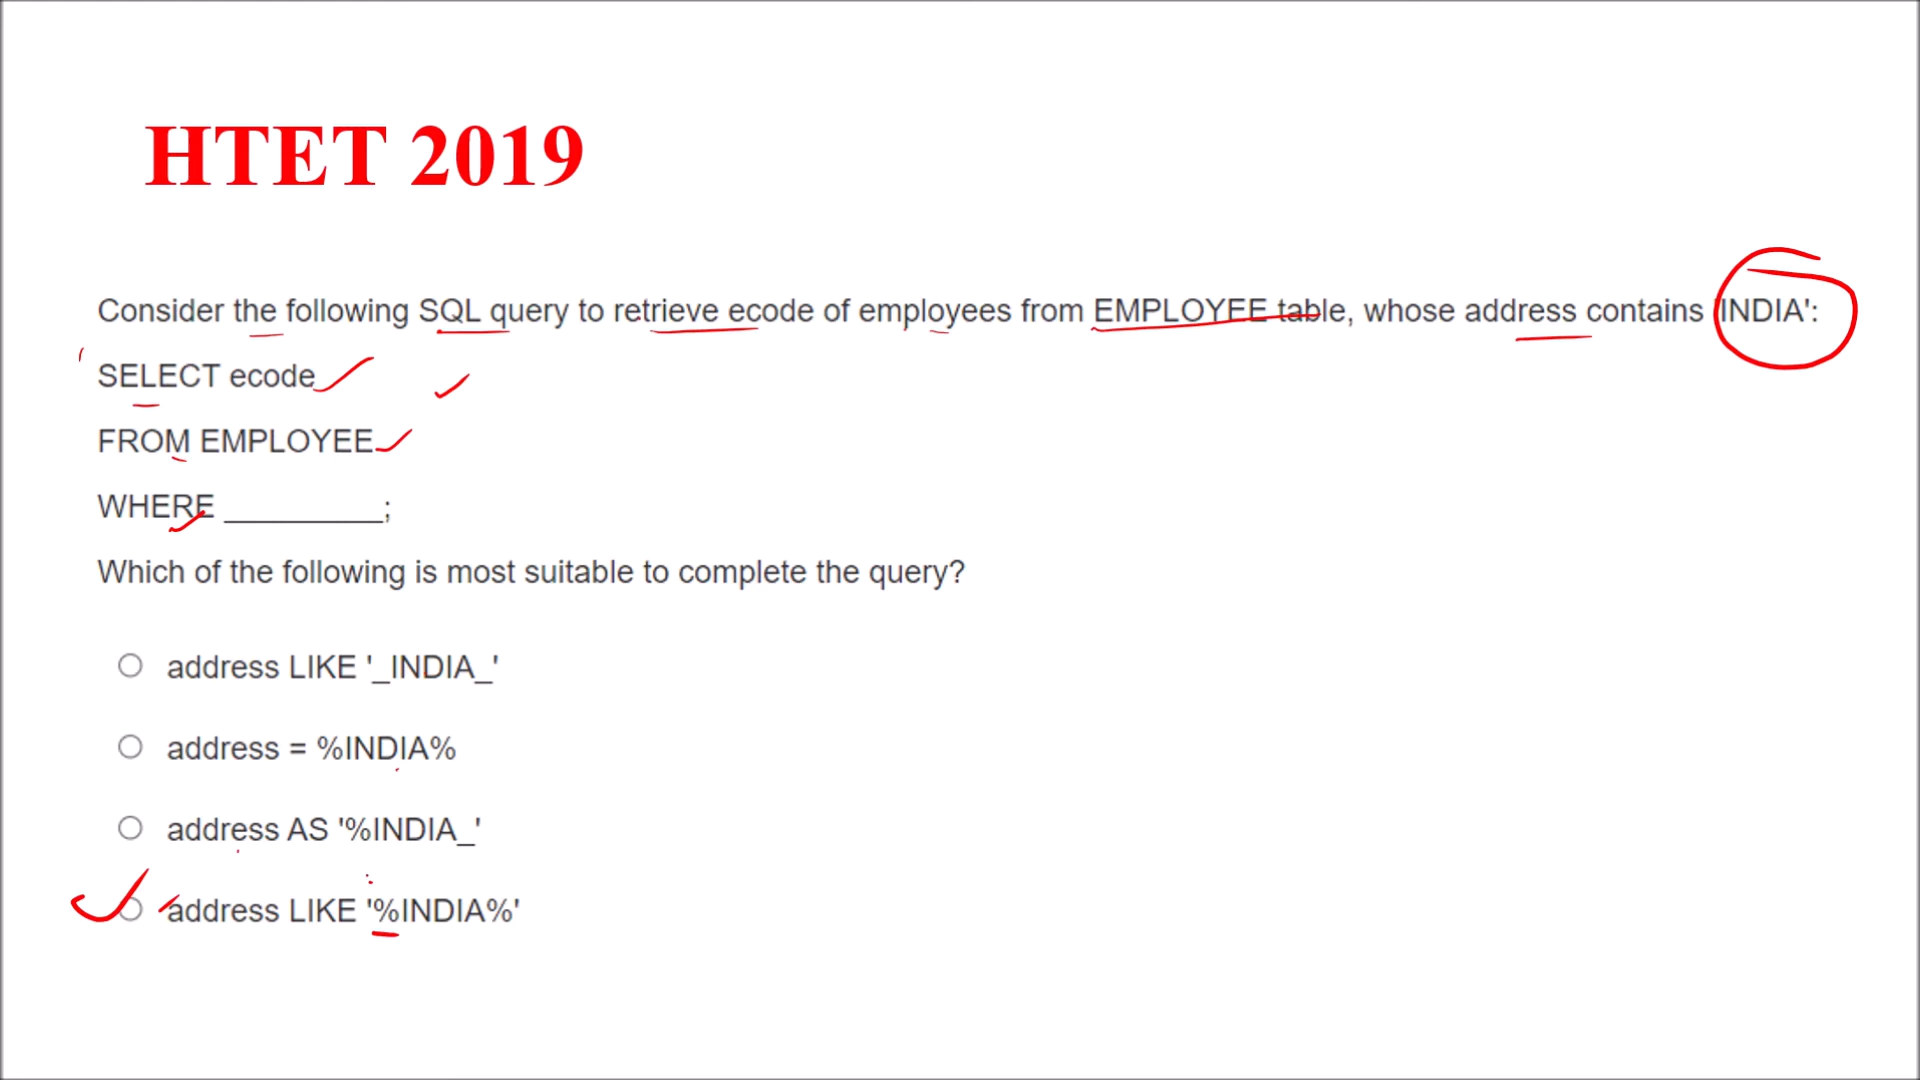 HTET 2019
Consider the following SQL query to retrieve ecode of employees from EMPLOYEE table, whose address contains 'INDIA':
SELECT ecode
FROM EMPLOYEE
WHERE _________;
Which of the following is most suitable to complete the query?
address LIKE '_INDIA_'
address = %INDIA%
address AS '%INDIA_'
address LIKE '%INDIA%'